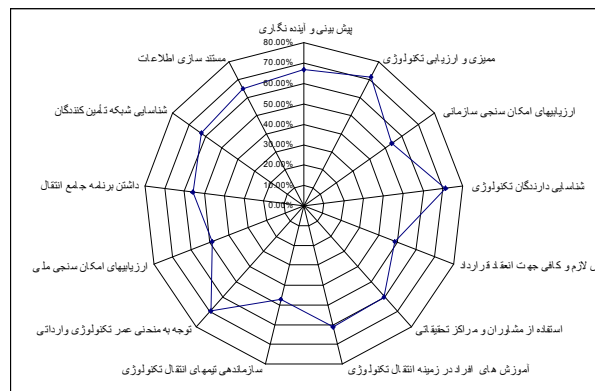 پیش بینی و آینده نگاری
ممیزی و ارزیابی تکنولوژی
ارزیابیهای امکان سنجی سازمانی
شناسایی دارندگان تکنولوژی
لازم و کافی جهت انعقاد قرارداد
استفاده از مشاوران و مراکز تحقیقاتی
آموزش های افراد در زمینه انتقال تکنولوژی
سازماندهی تیمهای انتقال تکنولوژی
توجه به منحنی عمر تکنولوژی وارداتی
ارزیابیهای امکان سنجی ملی
داشتن برنامه جامع انتقال
شناسایی شبکه تأمین کنندگان
مستند سازی اطلاعات
80.00%
70.00%
60.00%
50.00%
40.00%
30.00%
20.00%
10.00%
0.00%